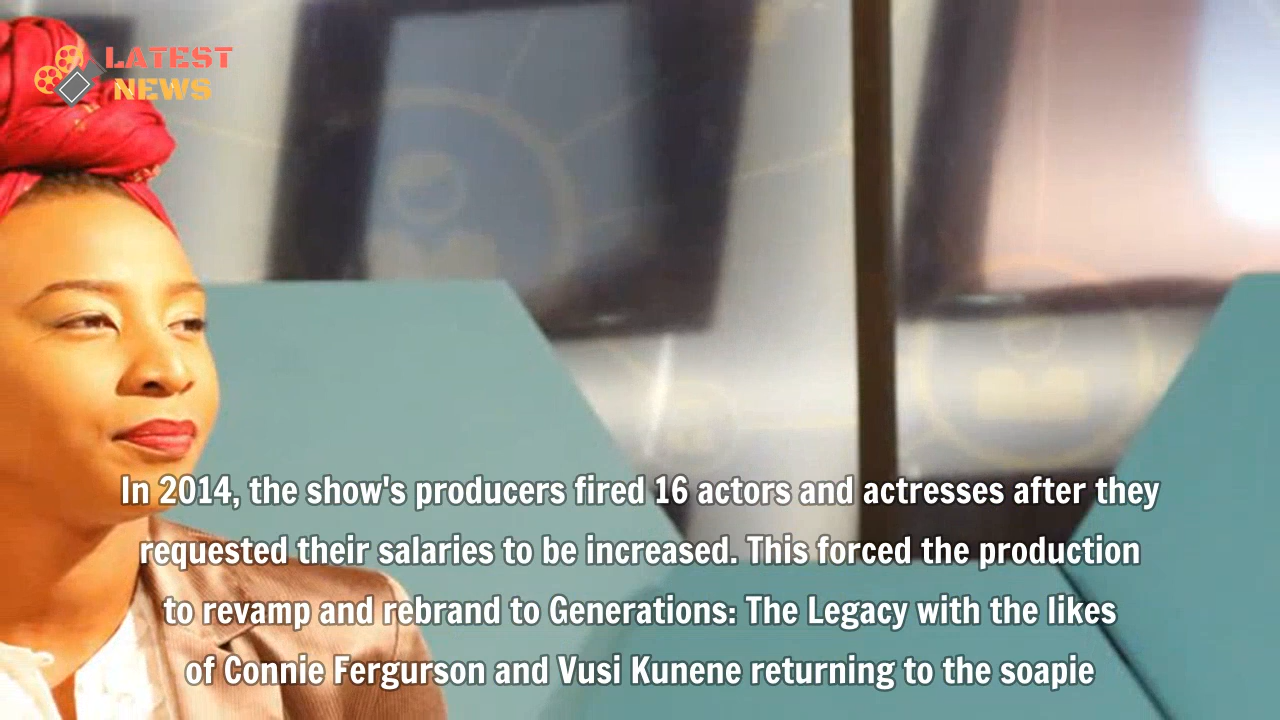 LATEST
NEWS
In 2014, the show's producers fired 16 actors and actresses after they
requested their salaries to be increased. This forced the production
to revamp and rebrand to Generations: The Legacy with the likes
of Connie Fergurson and Vusi Kunene returning to the soapie